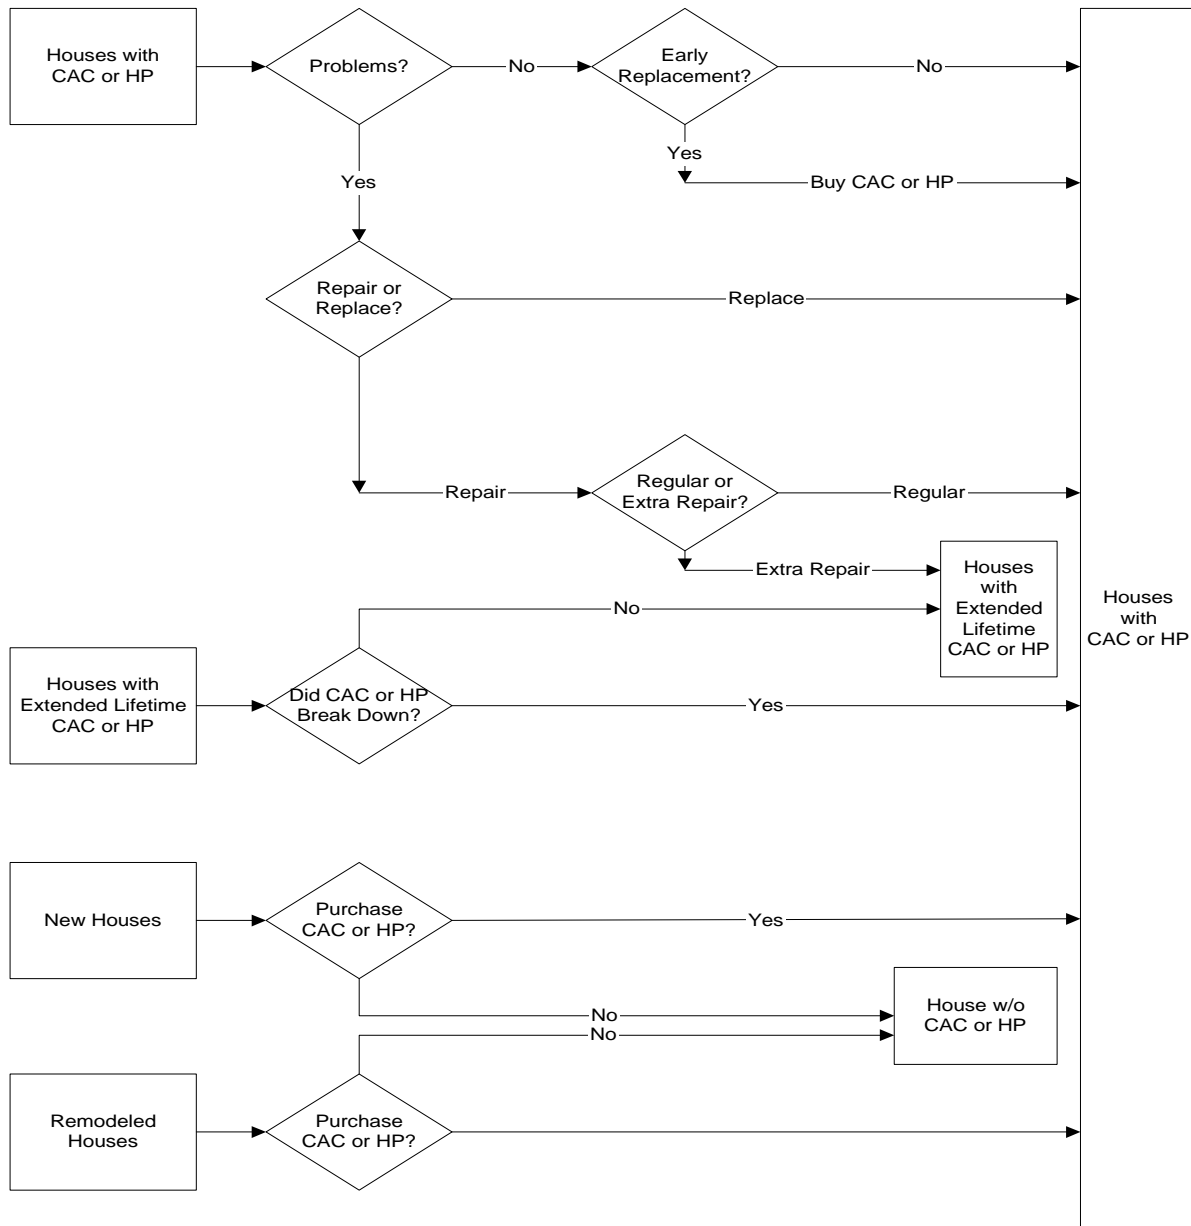 Houses with
CAC or HP
Problems?
No
Early
Replacement?
No
Yes
Buy CAC or HP
Yes
Repair or
Replace?
Replace
Repair
Regular or
Extra Repair?
Regular
Extra Repair
Houses
with
Extended
Lifetime
CAC or HP
No
Houses
with
CAC or HP
Houses with
Extended Lifetime
CAC or HP
Did CAC or HP
Break Down?
Yes
New Houses
Purchase
CAC or HP?
Yes
No
House w/o
CAC or HP
No
Remodeled
Houses
Purchase
CAC or HP?